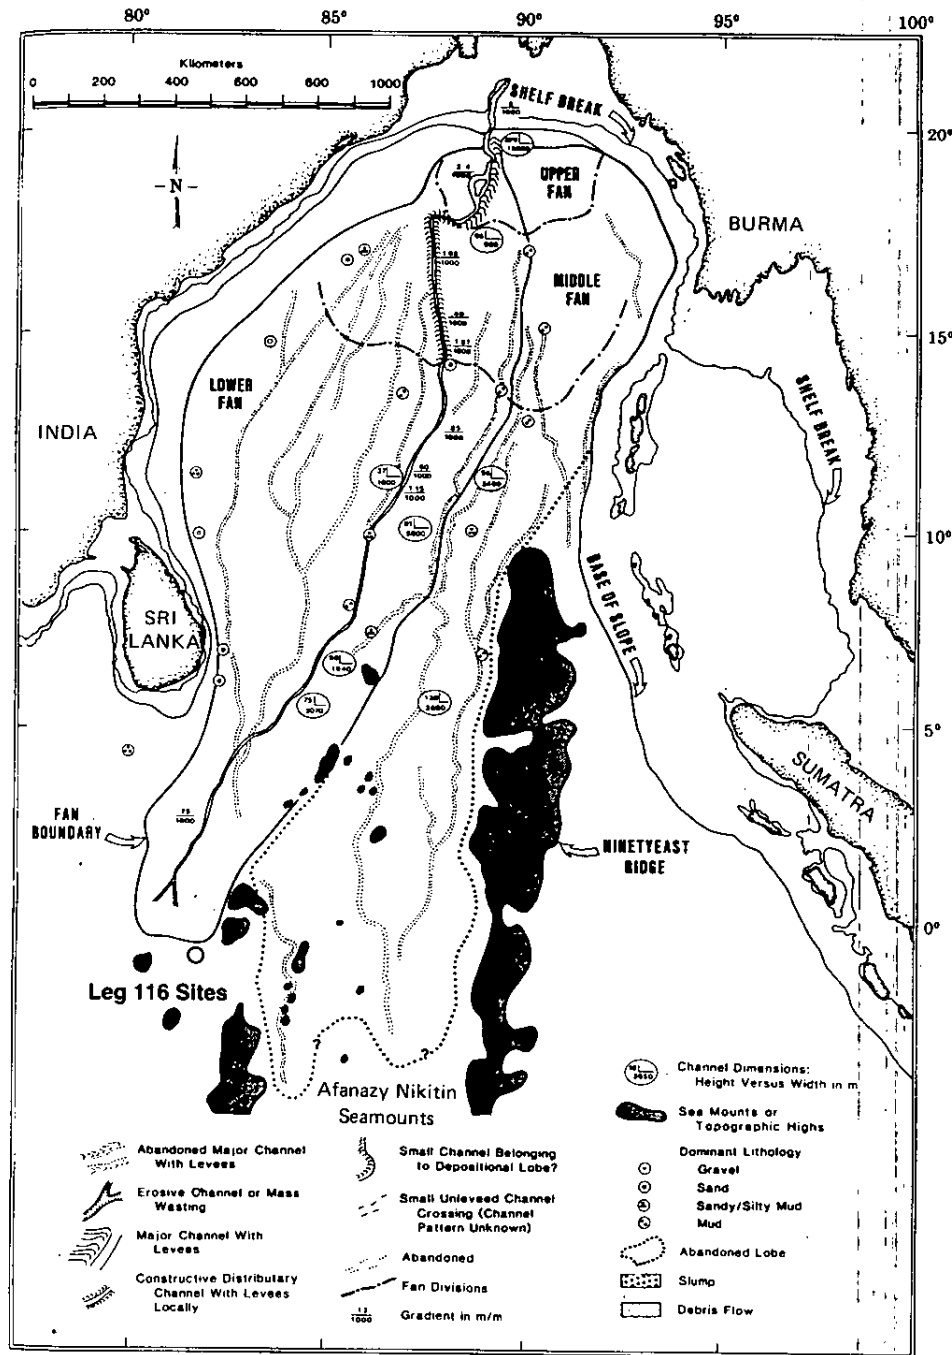 80°
85°
90°
95°
100°
Kilometers
0 200 400 600 800 1000
SHELF BREAK
20°
N
UPPER
FAN
BURMA
MIDDLE
FAN
15°
LOWER
FAN
INDIA
SHELF BREAK
10°
BASE OF SLOPE
SRI
LANKA
5°
SUMATRA
FAN
BOUNDARY
NINETYEAST
RIDGE
0°
Leg 116 Sites
?
?
Afanazy Nikitin
Seamounts
Abandoned Major Channel
With Levees
Erosive Channel or Mass
Wasting
Major Channel With
Levees
Constructive Distributary
Channel With Levees
Locally
Small Channel Belonging
to Depositional Lobe?
Small Unleveed Channel
Crossing (Channel
Pattern Unknown)
Abandoned
Fan Divisions
Gradient in m/m
Channel Dimensions:
Height Versus Width in m
Sea Mounts or
Topographic Highs
Dominant Lithology
Gravel
Sand
Sandy/Silty Mud
Mud
Abandoned Lobe
Slump
Debris Flow
80°
85°
90°
95°